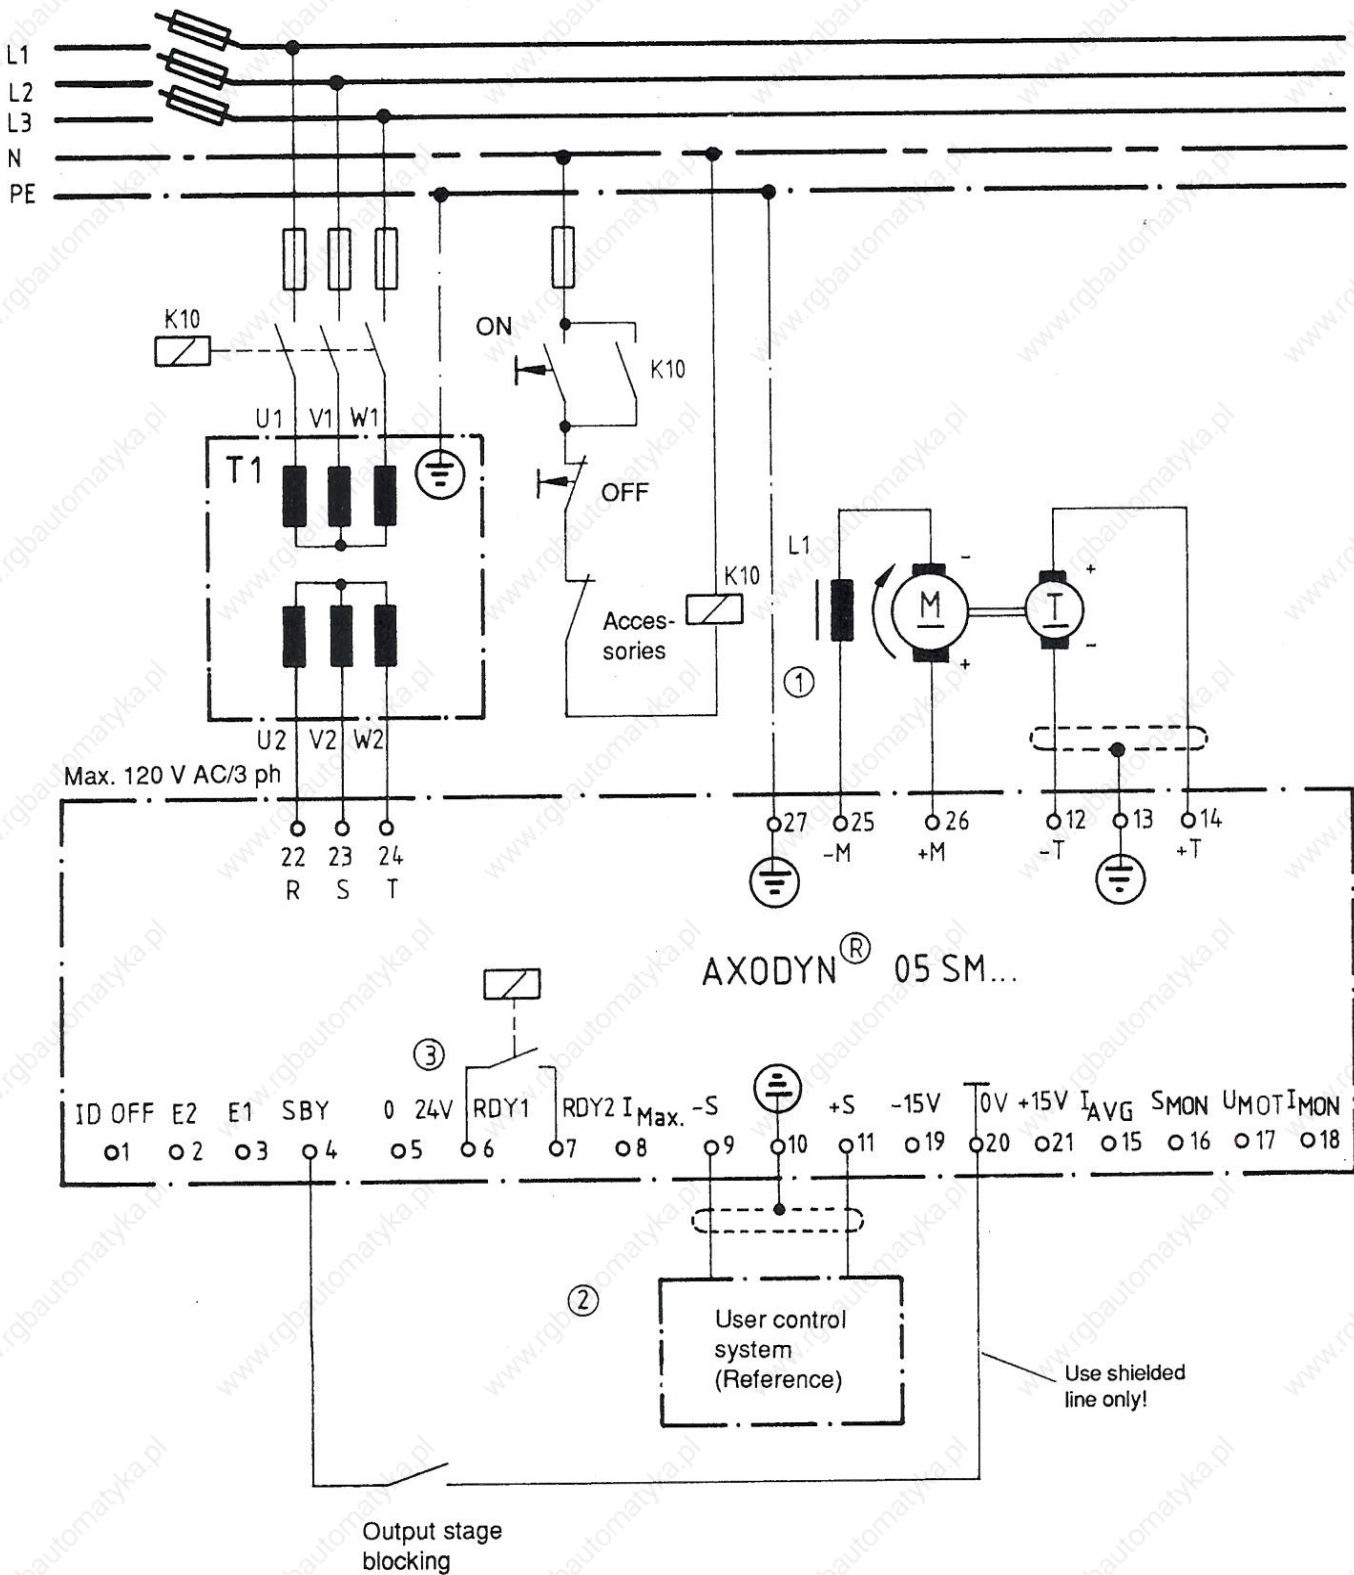 L1
L2
L3
N
PE
K10
ON
K10
U1 V1 W1
T1
OFF
L1
K10
M
-
+
T
+
-
Acces-
sories
1
U2 V2 W2
Max. 120 V AC/3 ph
22 23 24
R S T
27 25 26 12 13 14
-M +M -T +T
AXODYN® 05 SM...
3
ID OFF E2 E1 SBY 0 24V RDY1 RDY2 IMax. -S +S -15V 0V +15V IAVG SMON UMOT IMON
1 2 3 4 5 6 7 8 9 10 11 19 20 21 15 16 17 18
2
User control
system
(Reference)
Use shielded
line only!
Output stage
blocking
www.rgbautomatyka.pl